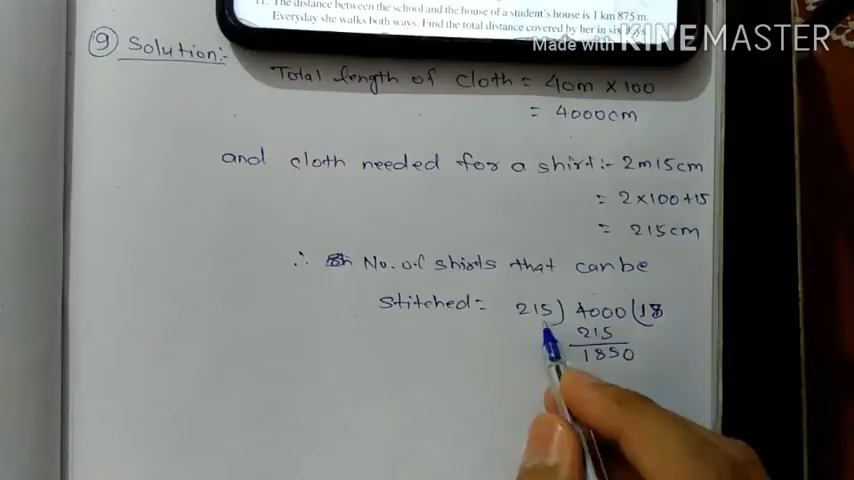 11. The distance between the school and the house of a student's house is 1 km 875 m.
Everyday she walks both ways. Find the total distance covered by her in six
Made with KINEMASTER
9 Solution:-
Total length of cloth = 40m × 100
= 4000cm
and cloth needed for a shirt:- 2m15cm
= 2×100+15
= 215cm
∴ No. of shirts that can be
stitched = 215) 4000 (18
215
1850